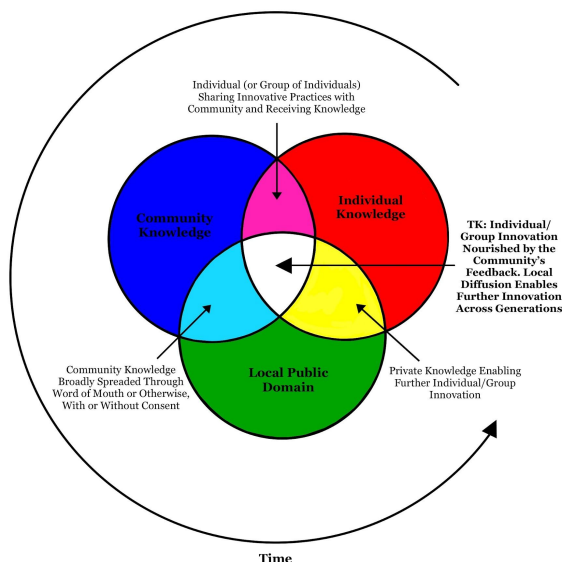 Individual (or Group of Individuals)
Sharing Innovative Practices with
Community and Receiving Knowledge
Community
Knowledge
Individual
Knowledge
TK: Individual/
Group Innovation
Nourished by the
Community's
Feedback. Local
Diffusion Enables
Further Innovation
Across Generations
Community Knowledge
Broadly Spreaded Through
Word of Mouth or Otherwise,
With or Without Consent
Local Public
Domain
Private Knowledge Enabling
Further Individual/Group
Innovation
Time